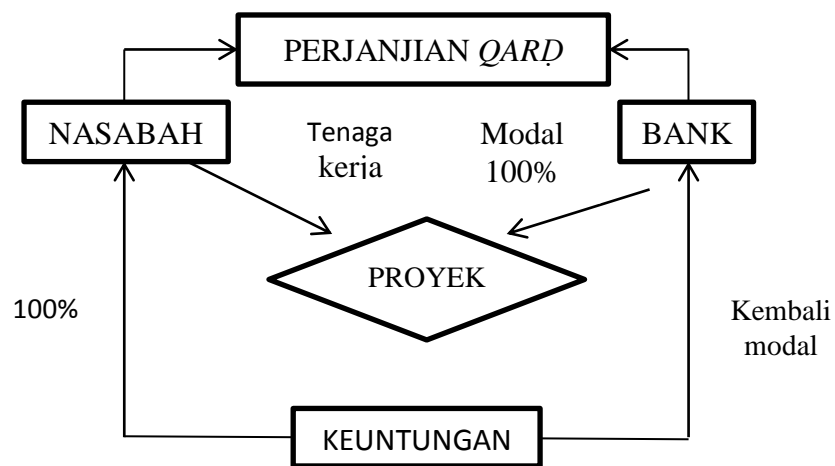 PERJANJIAN QARḌ
NASABAH
Tenaga
kerja
Modal
100%
BANK
PROYEK
100%
Kembali
modal
KEUNTUNGAN